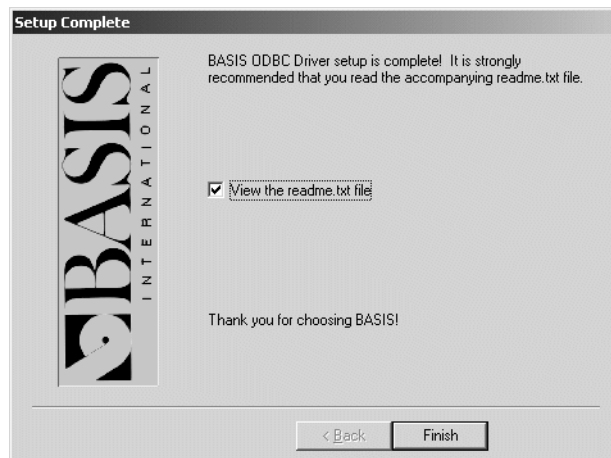 Setup Complete
BASIS
INTERNATIONAL
BASIS ODBC Driver setup is complete! It is strongly
recommended that you read the accompanying readme.txt file.
View the readme.txt file
Thank you for choosing BASIS!
< Back
Finish